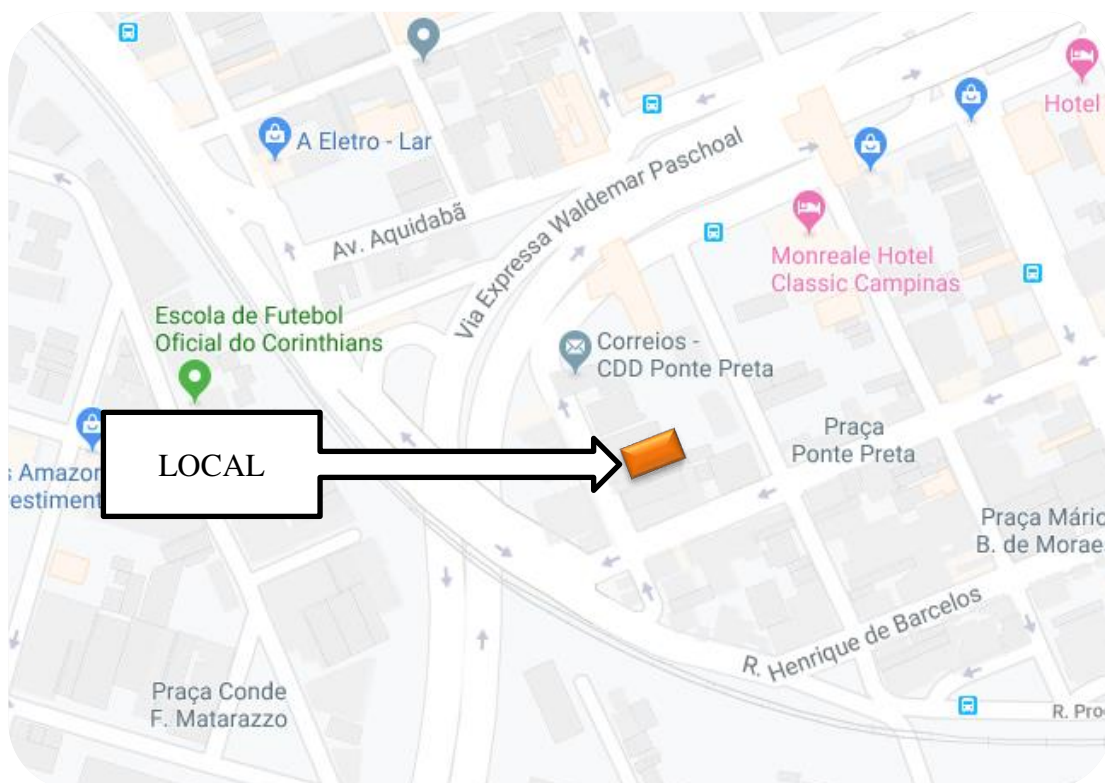 Hotel
A Eletro - Lar
Av. Aquidabã
Via Expressa Waldemar Paschoal
Monreale Hotel
Classic Campinas
Escola de Futebol
Oficial do Corinthians
Correios -
CDD Ponte Preta
Praça
Ponte Preta
LOCAL
s Amazor
estiment
Praça Mário
B. de Morae
R. Henrique de Barcelos
Praça Conde
F. Matarazzo
R. Pro